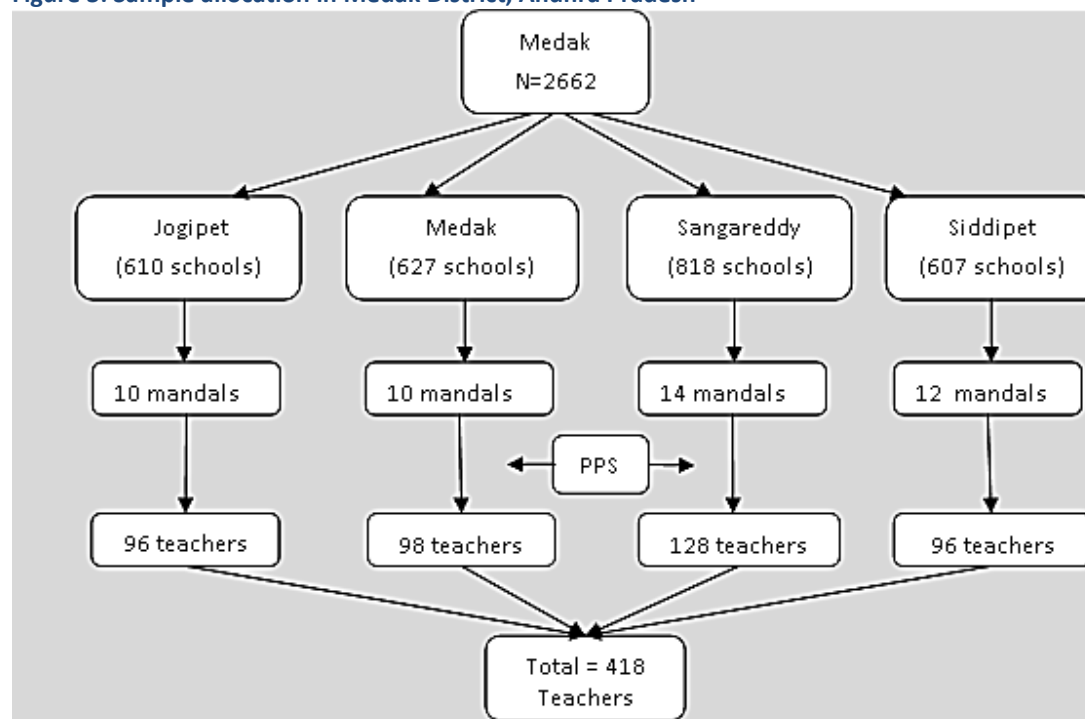 Figure 3: Sample allocation in Medak District, Andhra Pradesh
Medak
N=2662
Jogipet
(610 schools)
Medak
(627 schools)
Sangareddy
(818 schools)
Siddipet
(607 schools)
10 mandals
10 mandals
14 mandals
12 mandals
PPS
96 teachers
98 teachers
128 teachers
96 teachers
Total = 418
Teachers